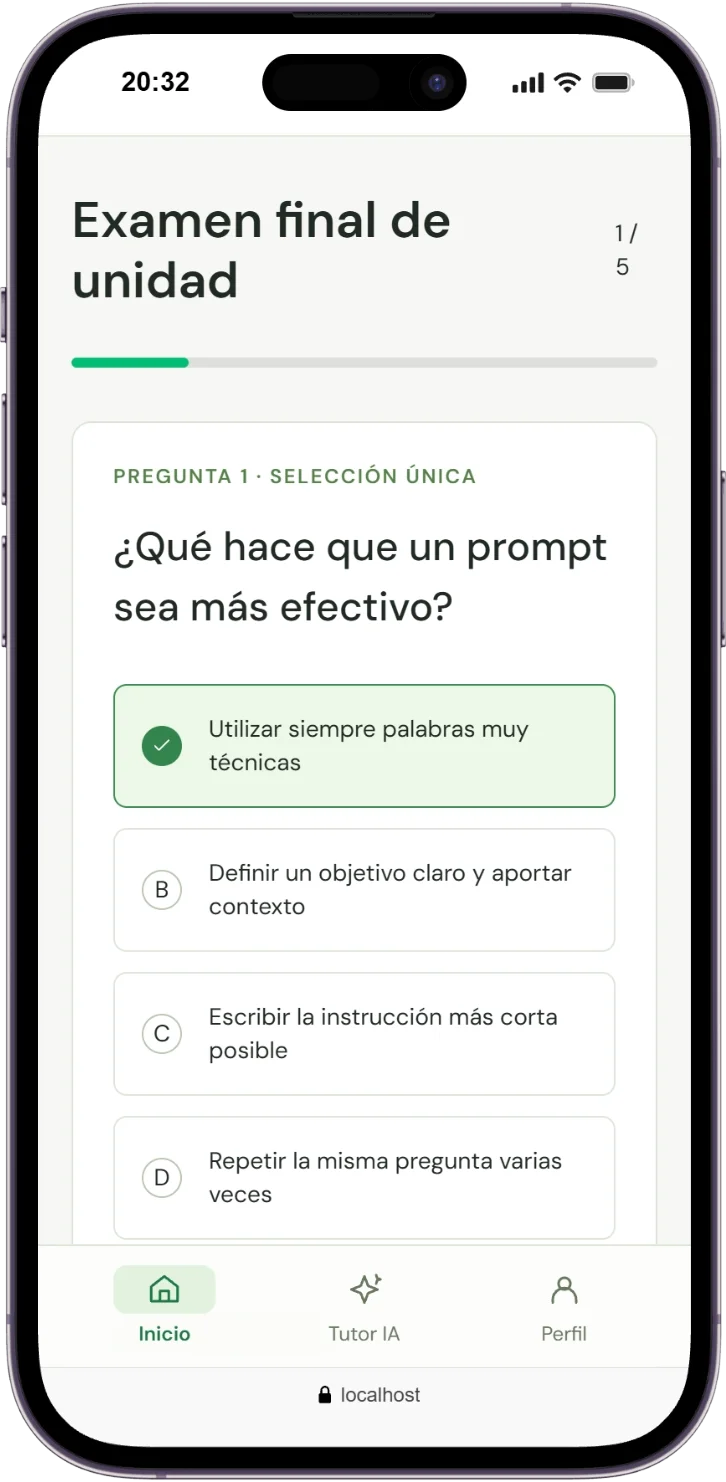 20:32
Examen final de
unidad
1 /
5
PREGUNTA 1 · SELECCIÓN ÚNICA
¿Qué hace que un prompt
sea más efectivo?
Utilizar siempre palabras muy
técnicas
B
Definir un objetivo claro y aportar
contexto
C
Escribir la instrucción más corta
posible
D
Repetir la misma pregunta varias
veces
Inicio
Tutor IA
Perfil
localhost